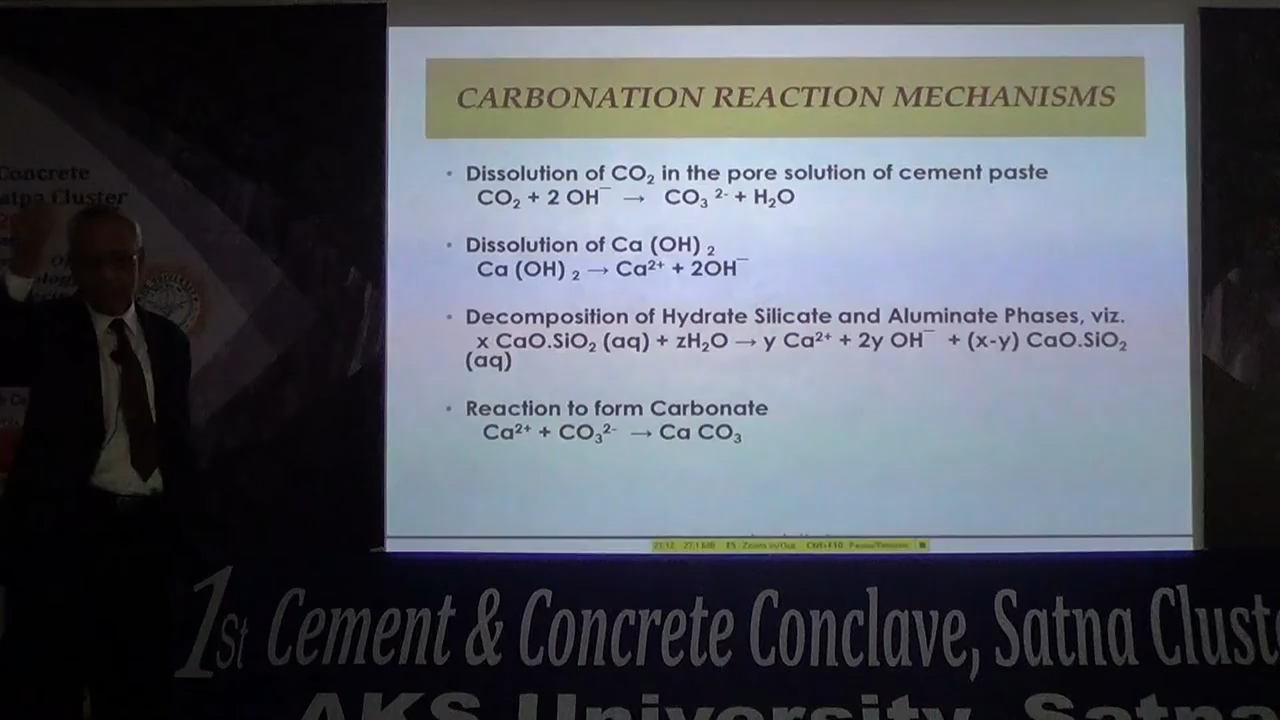 CARBONATION REACTION MECHANISMS
• Dissolution of CO₂ in the pore solution of cement paste
CO₂ + 2 OH¯ → CO₃ ²⁻ + H₂O
• Dissolution of Ca (OH) ₂
Ca (OH) ₂ → Ca²⁺ + 2OH¯
• Decomposition of Hydrate Silicate and Aluminate Phases, viz.
x CaO.SiO₂ (aq) + zH₂O → y Ca²⁺ + 2y OH¯ + (x-y) CaO.SiO₂
(aq)
• Reaction to form Carbonate
Ca²⁺ + CO₃²⁻ → Ca CO₃
Concrete
Satna Cluster
1st Cement & Concrete Conclave, Satna Clust
AKS University, Satna